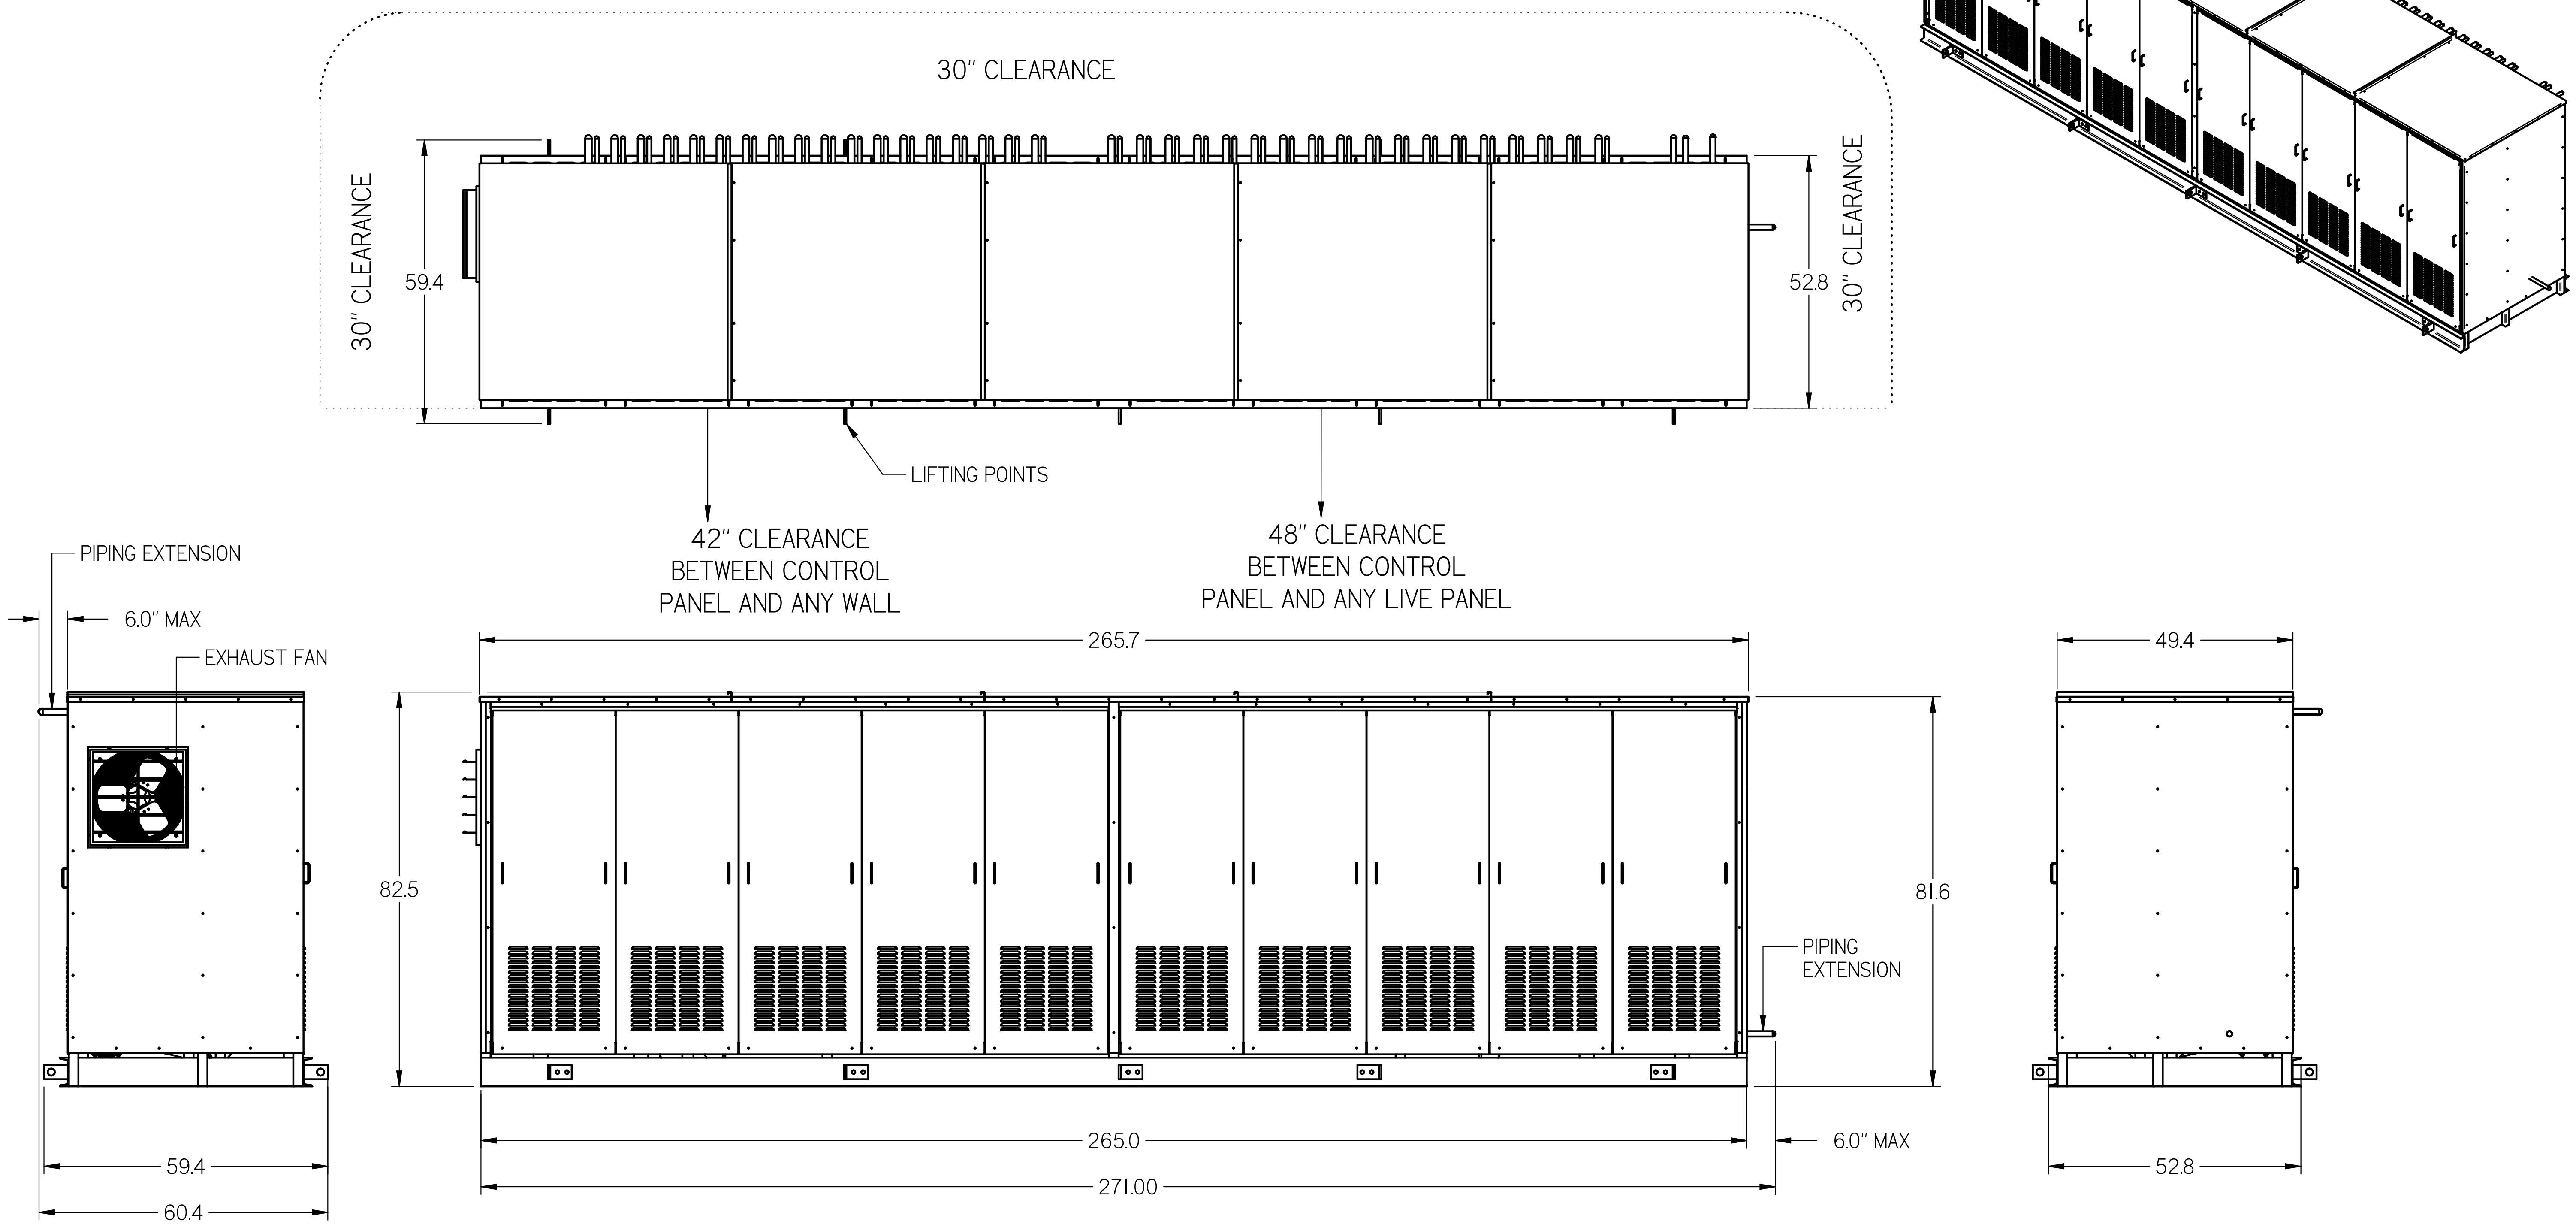 30" CLEARANCE
30" CLEARANCE
59.4
52.8
30" CLEARANCE
LIFTING POINTS
42" CLEARANCE
BETWEEN CONTROL
PANEL AND ANY WALL
48" CLEARANCE
BETWEEN CONTROL
PANEL AND ANY LIVE PANEL
PIPING EXTENSION
6.0" MAX
EXHAUST FAN
59.4
60.4
265.7
82.5
81.6
PIPING
EXTENSION
265.0
6.0" MAX
271.00
49.4
52.8